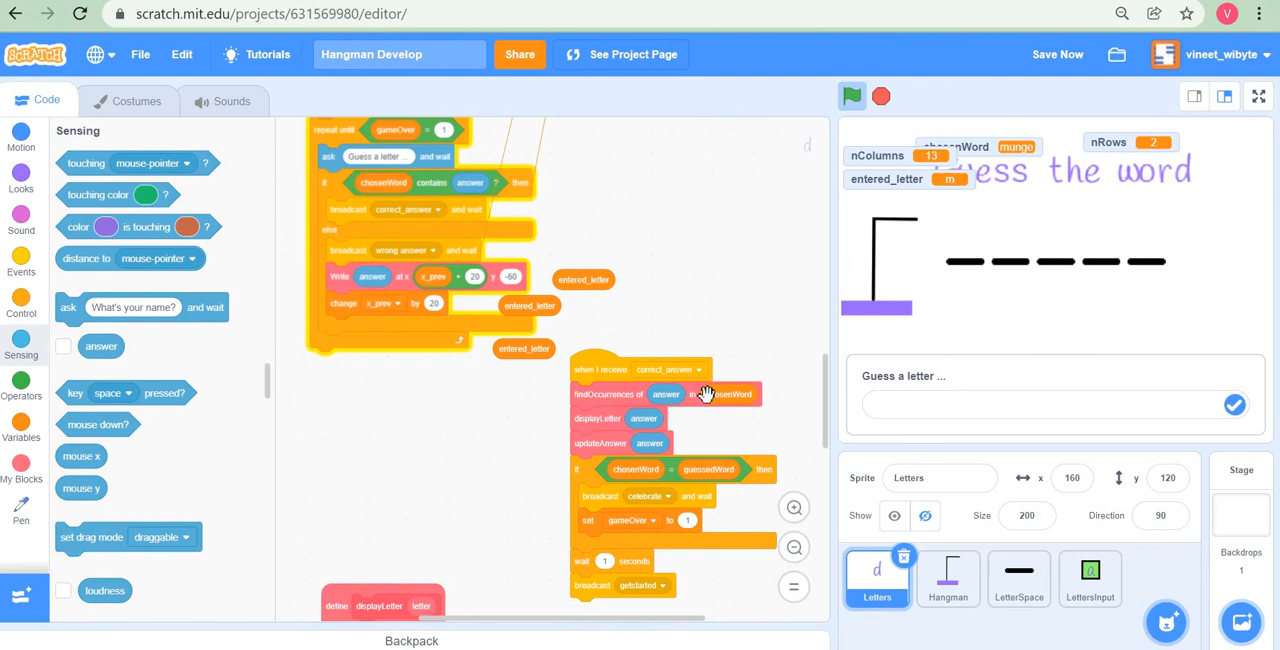 scratch.mit.edu/projects/631569980/editor/
V
SCRATCH File Edit Tutorials Hangman Develop Share See Project Page Save Now vineet_wibyte
Code Costumes Sounds
Motion
Looks
Sound
Events
Control
Sensing
Operators
Variables
My Blocks
Pen
Sensing
touching mouse-pointer ?
touching color ?
color is touching ?
distance to mouse-pointer
ask What's your name? and wait
answer
key space pressed?
mouse down?
mouse x
mouse y
set drag mode draggable
loudness
repeat until gameOver = 1
ask Guess a letter ... and wait
if chosenWord contains answer ? then
broadcast correct_answer and wait
else
broadcast wrong answer and wait
Write answer at x x_prev + 20 y -60
change x_prev by 20
entered_letter
entered_letter
entered_letter
d
when I receive correct_answer
findOccurrences of answer in
displayLetter answer
updateAnswer answer
if chosenWord = guessedWord then
broadcast celebrate and wait
set gameOver to 1
wait 1 seconds
broadcast getstarted
define displayLetter letter
Backpack
chosenWord munge
nRows 2
nColumns 13
entered_letter m
the word
Guess a letter ...
Sprite Letters x 160 y 120
Show Size 200 Direction 90
d
Letters
Hangman
LetterSpace
a
LettersInput
Stage
Backdrops
1